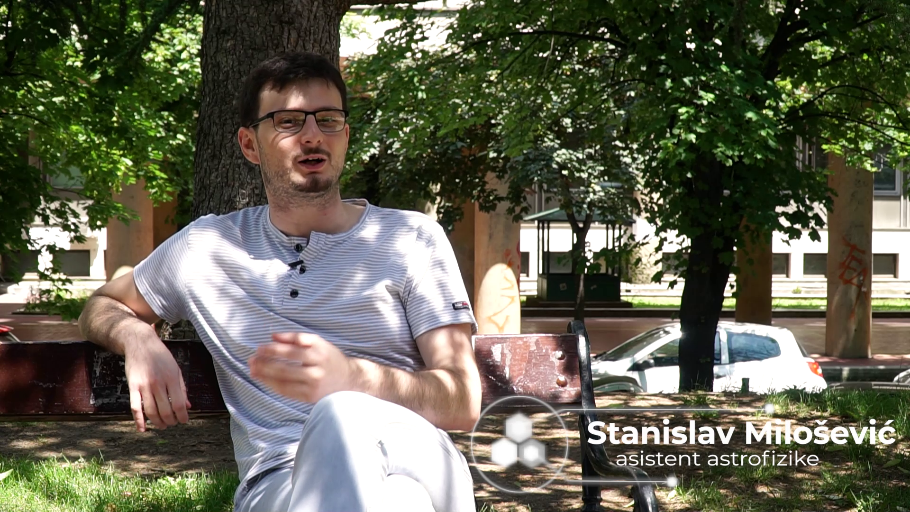 Stanislav Milošević
asistent astrofizike